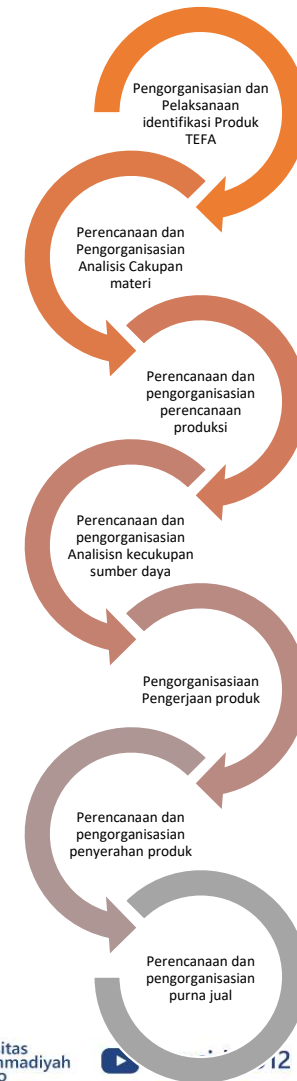 Pengorganisasian dan
Pelaksanaan
identifikasi Produk
TEFA
Perencanaan dan
Pengorganisasian
Analisis Cakupan
materi
Perencanaan dan
pengorganisasian
perencanaan
produksi
Perencanaan dan
pengorganisasian
Analisisn kecukupan
sumber daya
Pengorganisasiaan
Pengerjaan produk
Perencanaan dan
pengorganisasian
penyerahan produk
Perencanaan dan
pengorganisasian
purna jual
12